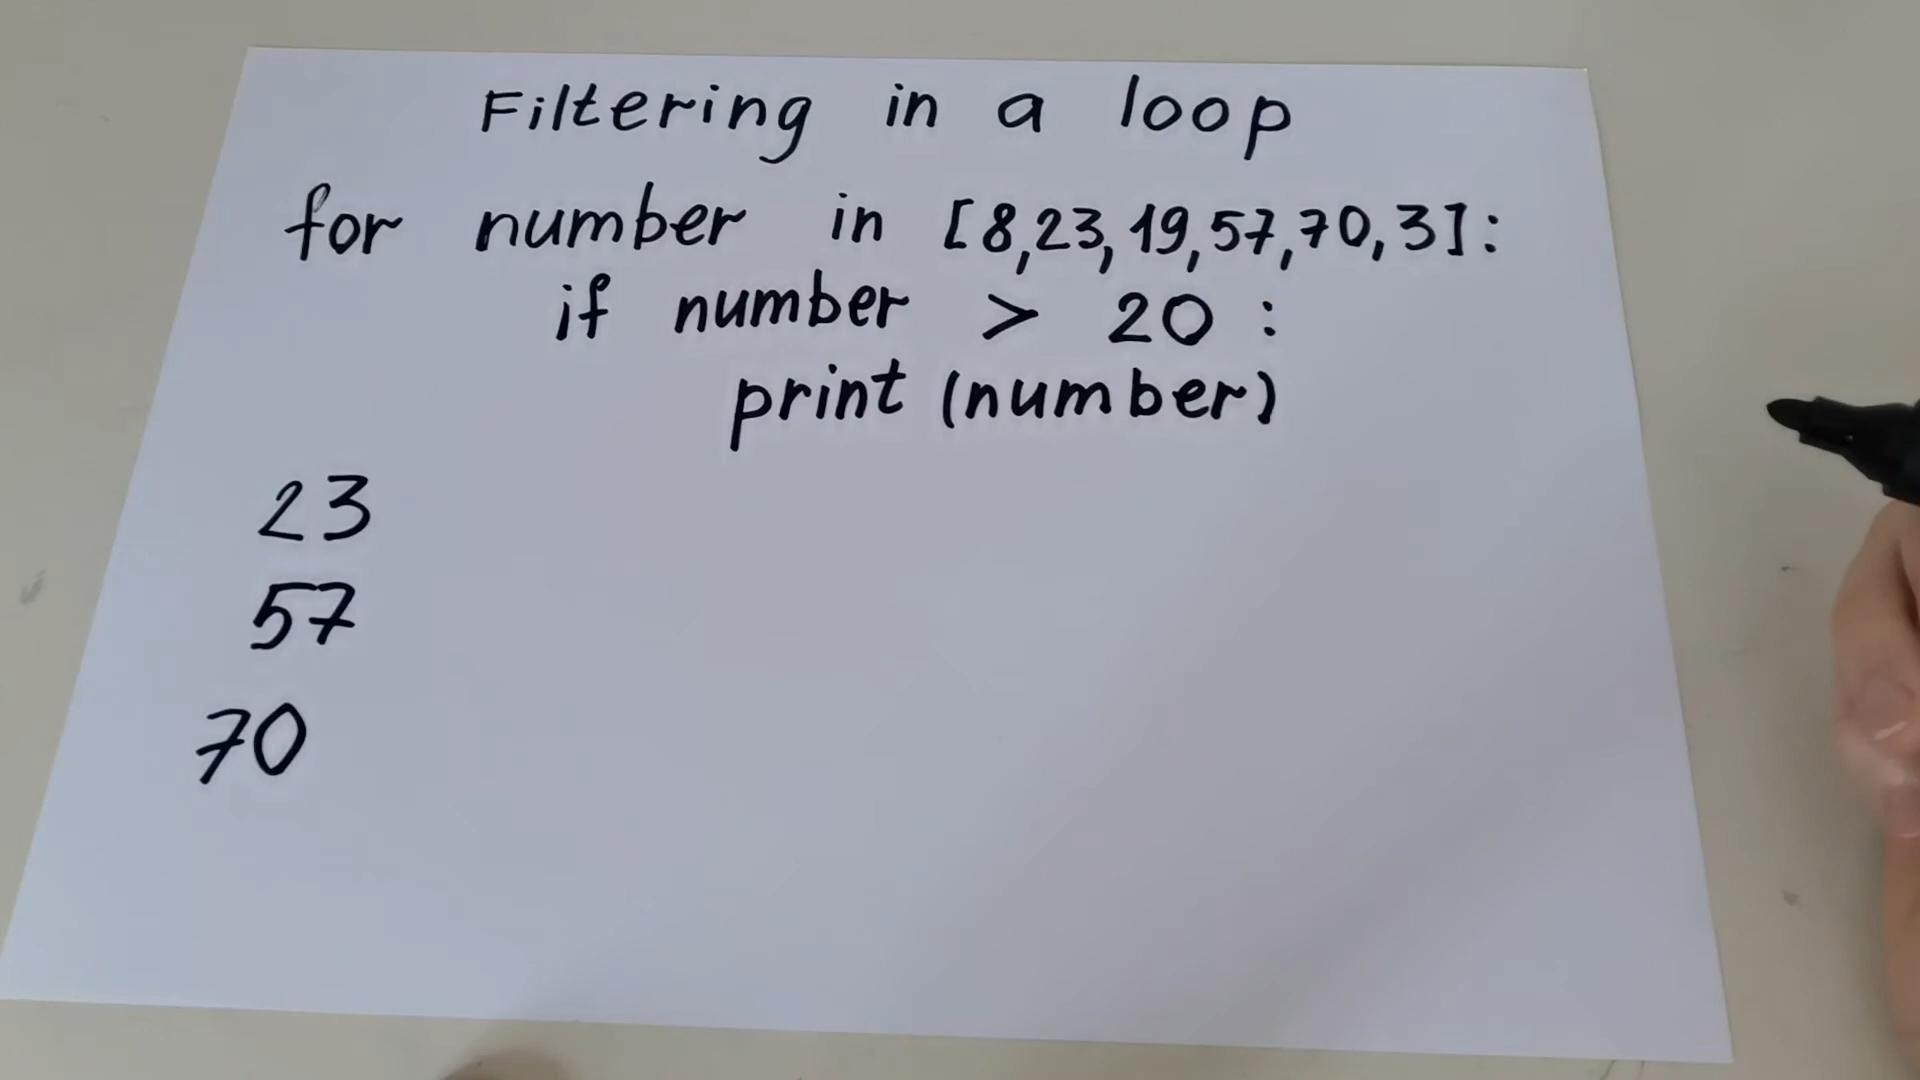 Filtering in a loop
for number in [8,23,19,57,70,3]:
if number > 20 :
print (number)
23
57
70